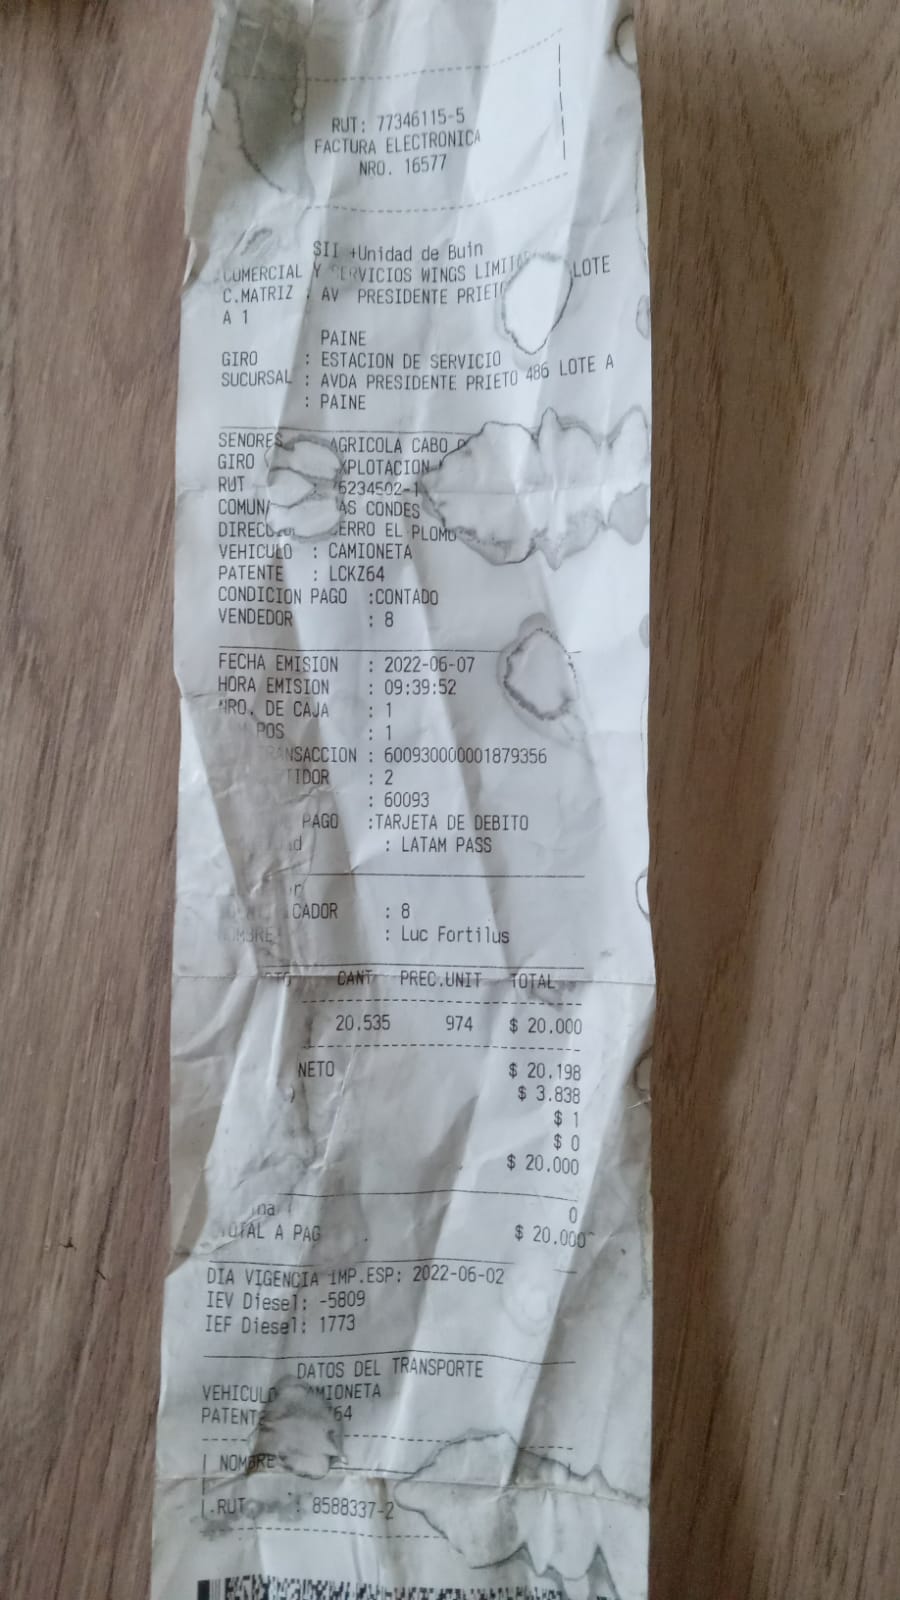 RUT: 77346115-5
FACTURA ELECTRONICA
NRO. 16577
SII +Unidad de Buin
COMERCIAL Y SERVICIOS WINGS LOTE
C.MATRIZ : AV PRESIDENTE
A 1
PAINE
GIRO : ESTACION DE SERVICIO
SUCURSAL : AVDA PRESIDENTE PRIETO 486 LOTE A
: PAINE
SENORES AGRICOLA CABO
GIRO XPLOTACION
RUT 6234502-1
COMUN AS CONDES
DIREC ERRO EL PLOMO
VEHICULO : CAMIONETA
PATENTE : LCKZ64
CONDICION PAGO :CONTADO
VENDEDOR : 8
FECHA EMISION : 2022-06-07
HORA EMISION : 09:39:52
NRO. DE CAJA : 1
POS : 1
TRANSACCION : 600930000001879356
TIDOR : 2
: 60093
PAGO :TARJETA DE DEBITO
: LATAM PASS
CADOR : 8
NOMBRE : Luc Fortilus
CANT PREC.UNIT TOTAL
20.535 974 $ 20.000
NETO $ 20.198
$ 3.838
$ 1
$ 0
$ 20.000
0
TOTAL A PAG $ 20.000
DIA VIGENCIA IMP.ESP: 2022-06-02
IEV Diesel: -5809
IEF Diesel: 1773
DATOS DEL TRANSPORTE
VEHICULO AMIONETA
PATENT 64
NOMBRE
RUT : 8588337-2